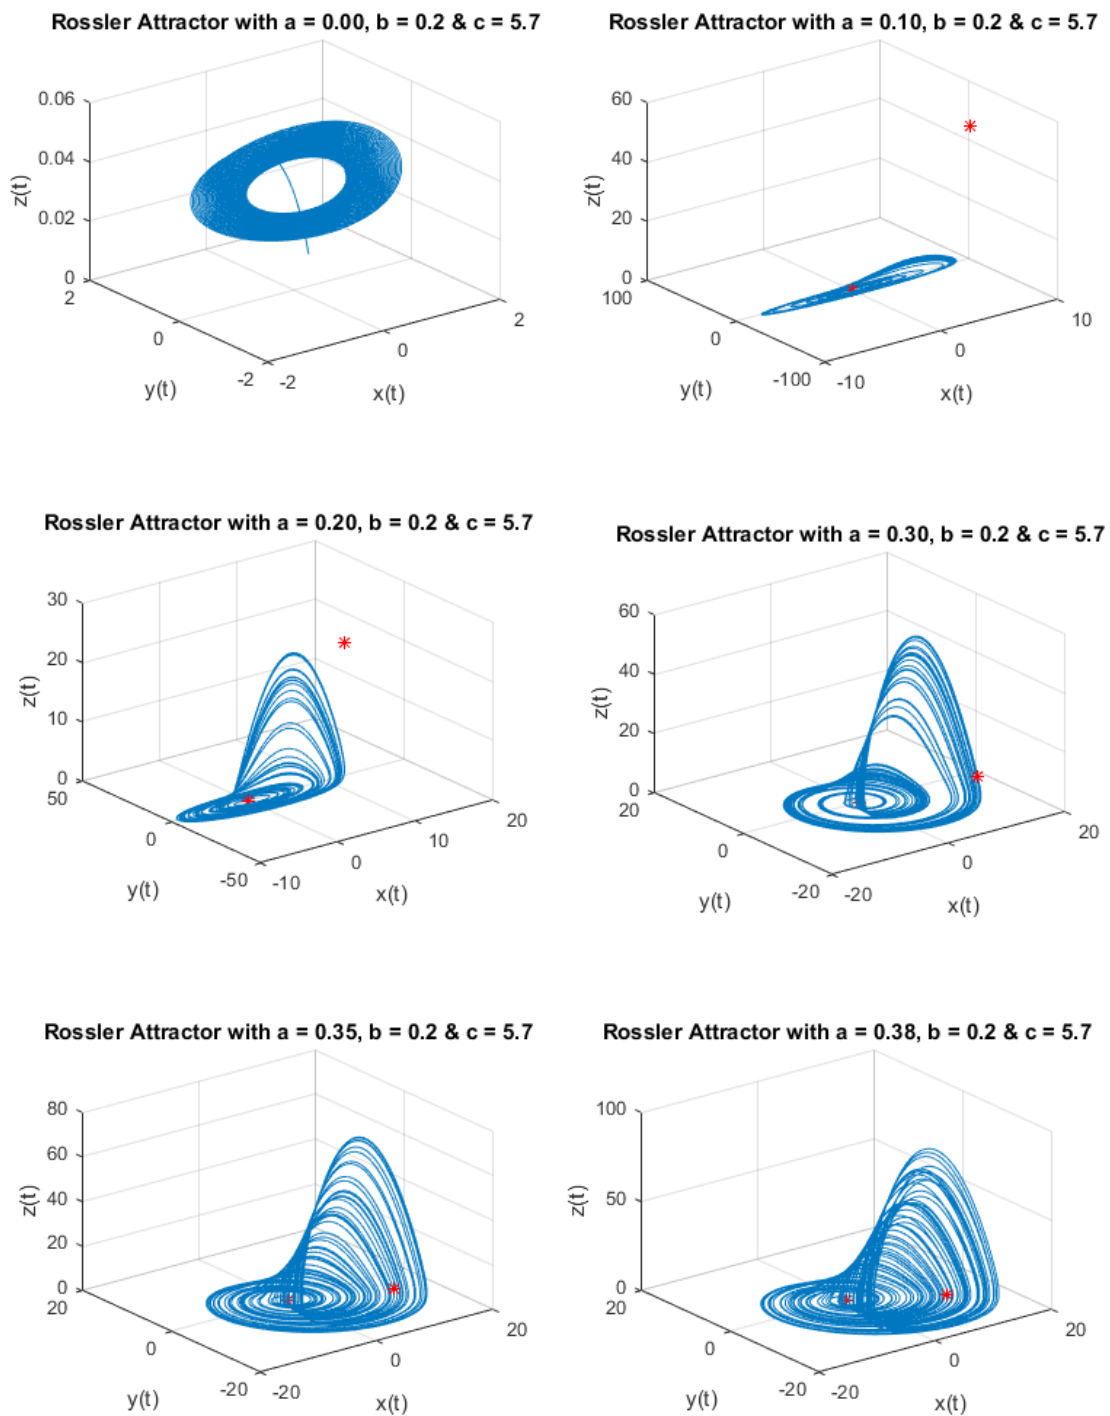 Rossler Attractor with a = 0.00, b = 0.2 & c = 5.7
0.06
0.04
0.02
0
z(t)
2
0
-2
y(t)
-2
0
2
x(t)
Rossler Attractor with a = 0.10, b = 0.2 & c = 5.7
60
40
20
0
z(t)
100
0
-100
y(t)
-10
0
10
x(t)
Rossler Attractor with a = 0.20, b = 0.2 & c = 5.7
30
20
10
0
z(t)
50
0
-50
y(t)
-10
0
10
20
x(t)
Rossler Attractor with a = 0.30, b = 0.2 & c = 5.7
60
40
20
0
z(t)
20
0
-20
y(t)
-20
0
20
x(t)
Rossler Attractor with a = 0.35, b = 0.2 & c = 5.7
80
60
40
20
0
z(t)
20
0
-20
y(t)
-20
0
20
x(t)
Rossler Attractor with a = 0.38, b = 0.2 & c = 5.7
100
50
0
z(t)
20
0
-20
y(t)
-20
0
20
x(t)